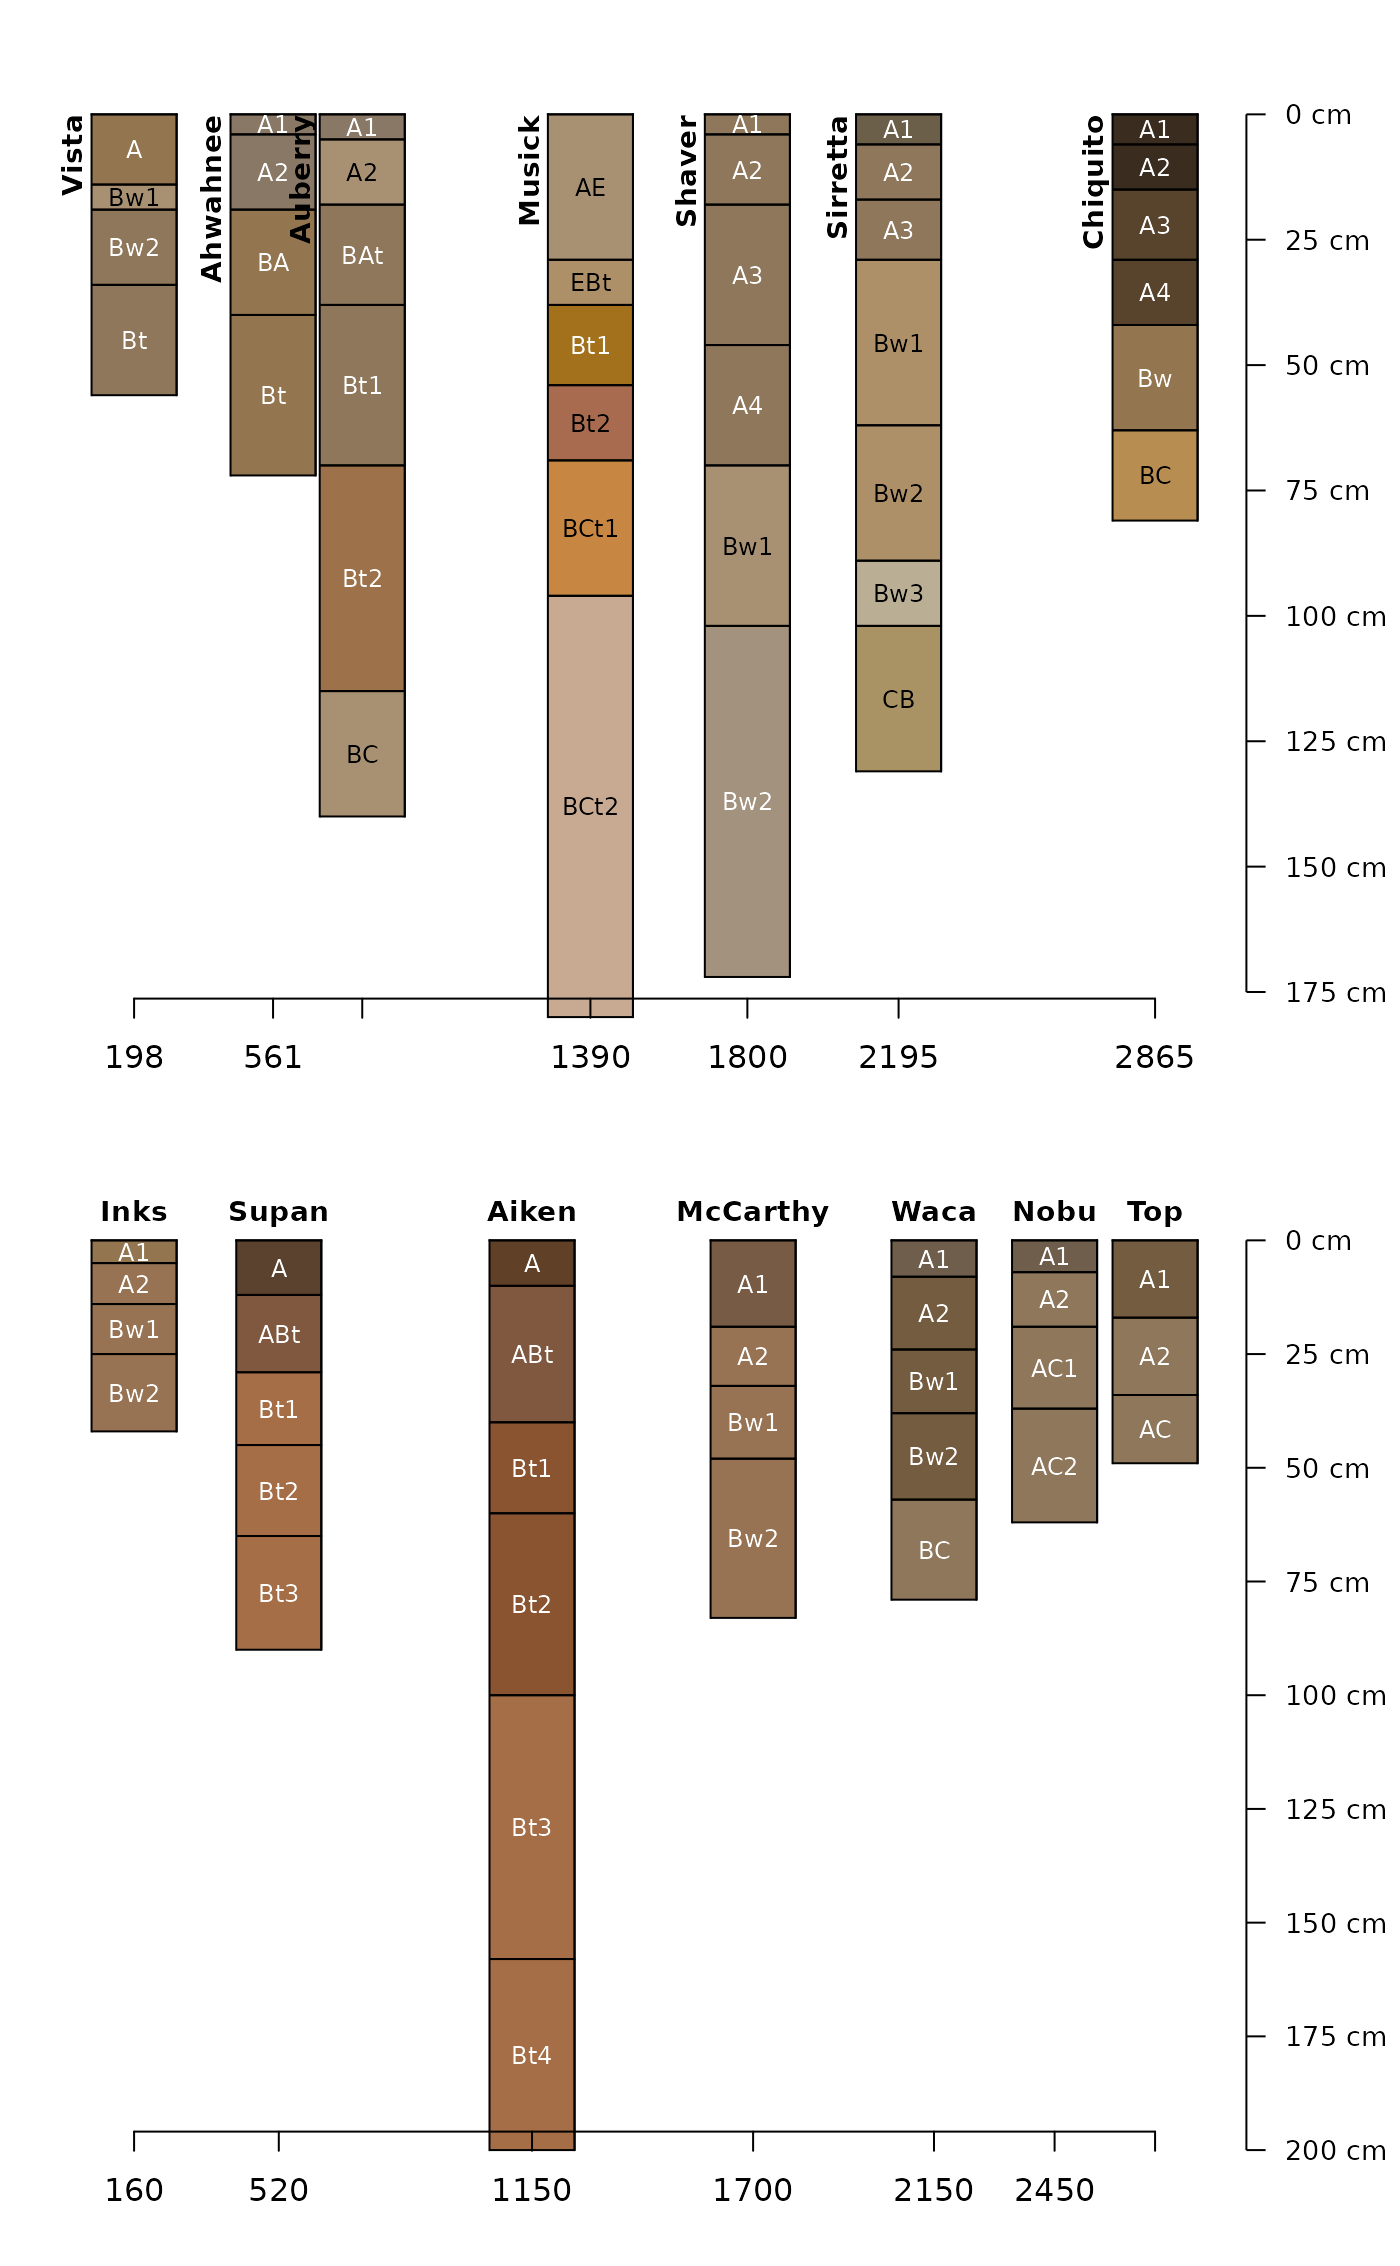 Vista
A
Bw1
Bw2
Bt
Ahwahnee
A1
A2
BA
Bt
Auberry
A1
A2
BAt
Bt1
Bt2
BC
Musick
AE
EBt
Bt1
Bt2
BCt1
BCt2
Shaver
A1
A2
A3
A4
Bw1
Bw2
Sirretta
A1
A2
A3
Bw1
Bw2
Bw3
CB
Chiquito
A1
A2
A3
A4
Bw
BC
0 cm
25 cm
50 cm
75 cm
100 cm
125 cm
150 cm
175 cm
198 561 1390 1800 2195 2865
Inks
A1
A2
Bw1
Bw2
Supan
A
ABt
Bt1
Bt2
Bt3
Aiken
A
ABt
Bt1
Bt2
Bt3
Bt4
McCarthy
A1
A2
Bw1
Bw2
Waca
A1
A2
Bw1
Bw2
BC
Nobu
A1
A2
AC1
AC2
Top
A1
A2
AC
0 cm
25 cm
50 cm
75 cm
100 cm
125 cm
150 cm
175 cm
200 cm
160 520 1150 1700 2150 2450